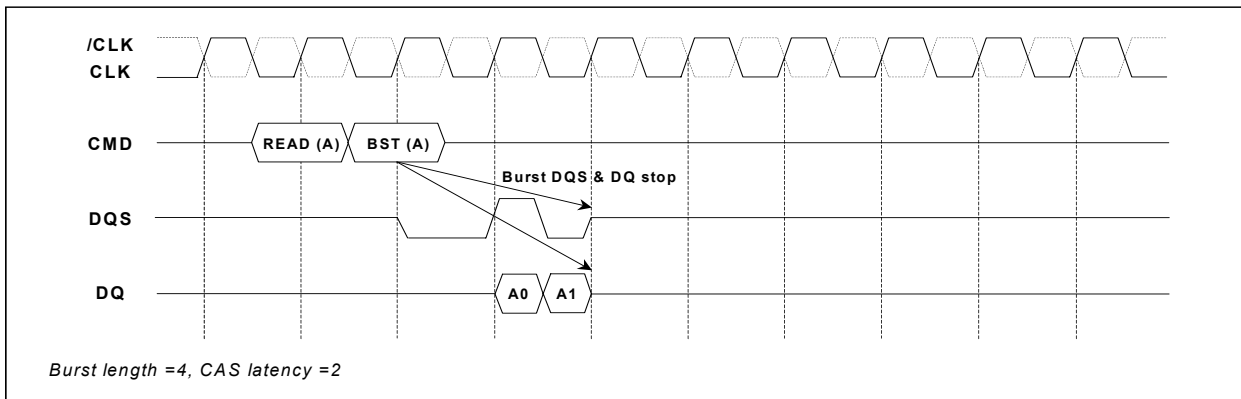 /CLK
CLK
CMD
READ (A) BST (A)
Burst DQS & DQ stop
DQS
DQ
A0 A1
Burst length =4, CAS latency =2